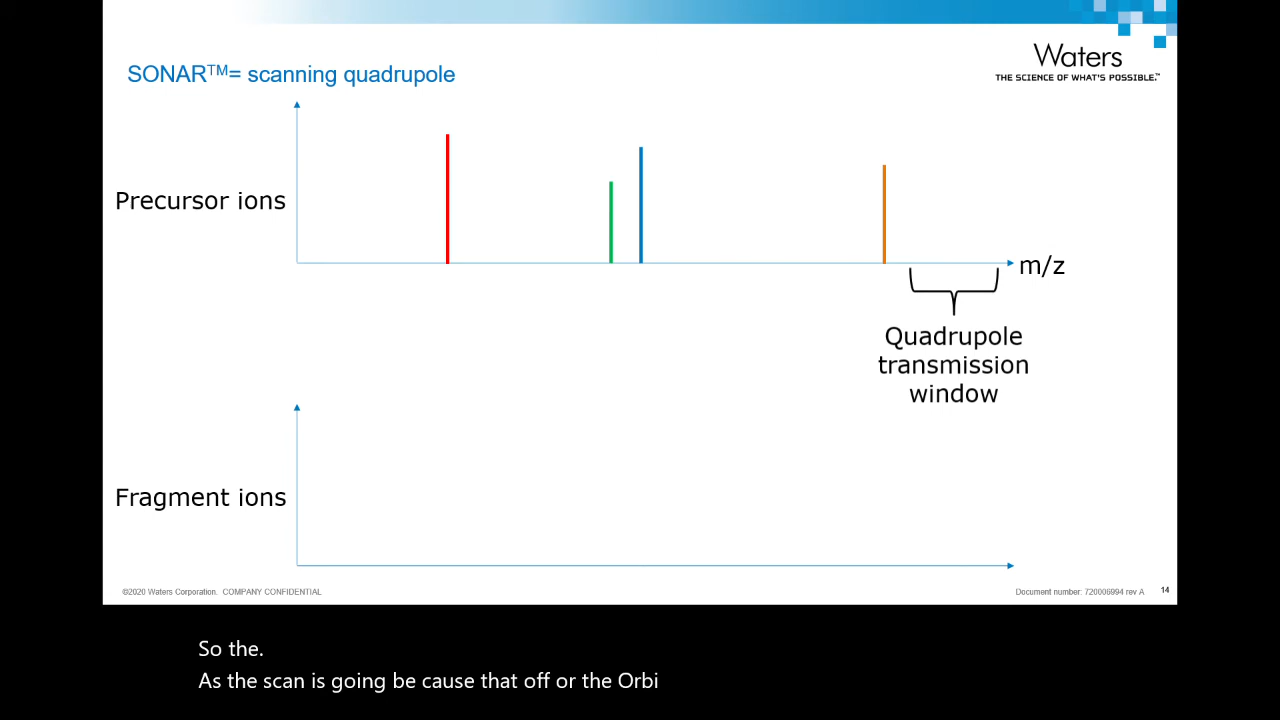 Waters
THE SCIENCE OF WHAT'S POSSIBLE.™
SONAR™= scanning quadrupole
Precursor ions
m/z
Quadrupole
transmission
window
Fragment ions
©2020 Waters Corporation. COMPANY CONFIDENTIAL
Document number: 720006994 rev A
14
So the.
As the scan is going be cause that off or the Orbi